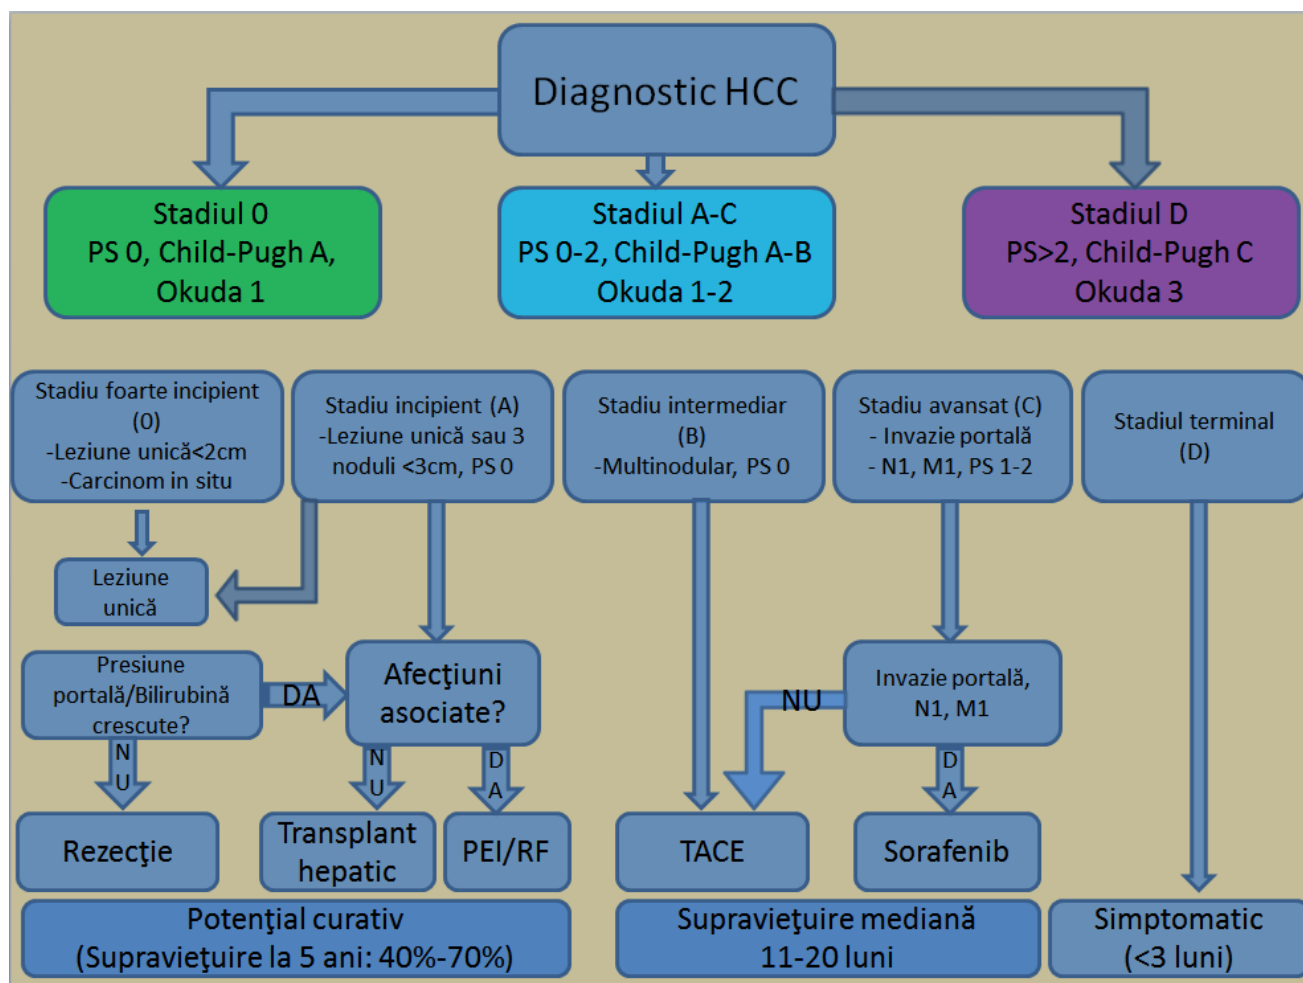 Diagnostic HCC
Stadiul 0
PS 0, Child-Pugh A,
Okuda 1
Stadiul A-C
PS 0-2, Child-Pugh A-B
Okuda 1-2
Stadiul D
PS>2, Child-Pugh C
Okuda 3
Stadiu foarte incipient
(0)
-Leziune unică<2cm
-Carcinom in situ
Stadiu incipient (A)
-Leziune unică sau 3
noduli <3cm, PS 0
Stadiu intermediar
(B)
-Multinodular, PS 0
Stadiu avansat (C)
- Invazie portală
- N1, M1, PS 1-2
Stadiul terminal
(D)
Leziune
unică
Presiune
portală/Bilirubină
crescute?
DA
Afecţiuni
asociate?
NU
Invazie portală,
N1, M1
N
U
N
U
D
A
D
A
Rezecţie
Transplant
hepatic
PEI/RF
TACE
Sorafenib
Potenţial curativ
(Supravieţuire la 5 ani: 40%-70%)
Supravieţuire mediană
11-20 luni
Simptomatic
(<3 luni)